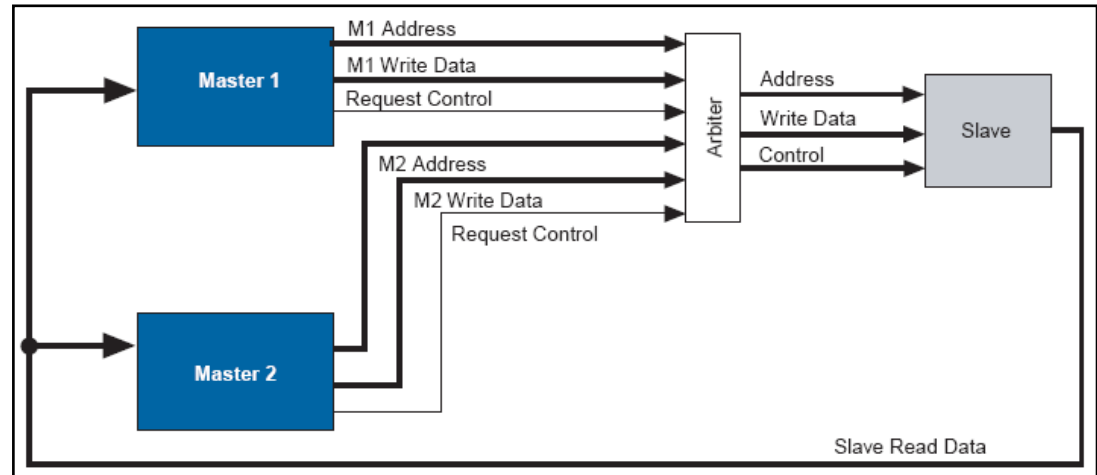 M1 Address
Master 1
M1 Write Data
Request Control
Arbiter
Address
Write Data
Control
Slave
M2 Address
M2 Write Data
Request Control
Master 2
Slave Read Data